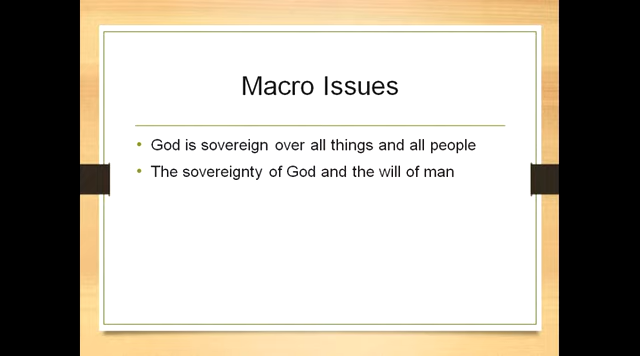 Macro Issues
• God is sovereign over all things and all people
• The sovereignty of God and the will of man